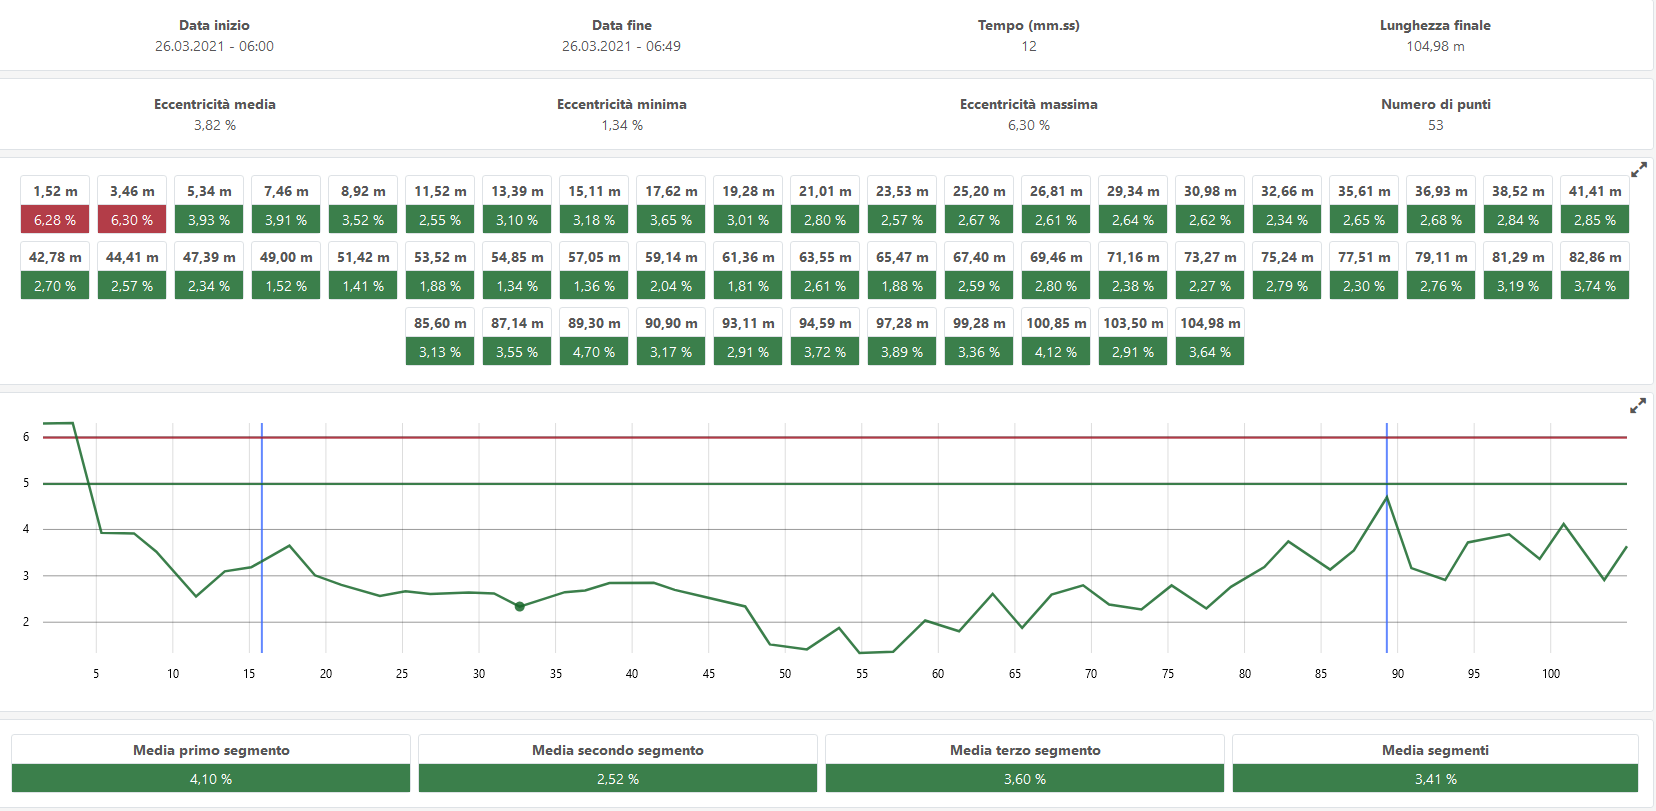 Data inizio Data fine Tempo (mm.ss) Lunghezza finale
26.03.2021 - 06:00 26.03.2021 - 06:49 12 104,98 m
Eccentricità media Eccentricità minima Eccentricità massima Numero di punti
3,82 % 1,34 % 6,30 % 53
1,52 m 3,46 m 5,34 m 7,46 m 8,92 m 11,52 m 13,39 m 15,11 m 17,62 m 19,28 m 21,01 m 23,53 m 25,20 m 26,81 m 29,34 m 30,98 m 32,66 m 35,61 m 36,93 m 38,52 m 41,41 m
6,28 % 6,30 % 3,93 % 3,91 % 3,52 % 2,55 % 3,10 % 3,18 % 3,65 % 3,01 % 2,80 % 2,57 % 2,67 % 2,61 % 2,64 % 2,62 % 2,34 % 2,65 % 2,68 % 2,84 % 2,85 %
42,78 m 44,41 m 47,39 m 49,00 m 51,42 m 53,52 m 54,85 m 57,05 m 59,14 m 61,36 m 63,55 m 65,47 m 67,40 m 69,46 m 71,16 m 73,27 m 75,24 m 77,51 m 79,11 m 81,29 m 82,86 m
2,70 % 2,57 % 2,34 % 1,52 % 1,41 % 1,88 % 1,34 % 1,36 % 2,04 % 1,81 % 2,61 % 1,88 % 2,59 % 2,80 % 2,38 % 2,27 % 2,79 % 2,30 % 2,76 % 3,19 % 3,74 %
85,60 m 87,14 m 89,30 m 90,90 m 93,11 m 94,59 m 97,28 m 99,28 m 100,85 m 103,50 m 104,98 m
3,13 % 3,55 % 4,70 % 3,17 % 2,91 % 3,72 % 3,89 % 3,36 % 4,12 % 2,91 % 3,64 %
6
5
4
3
2
5 10 15 20 25 30 35 40 45 50 55 60 65 70 75 80 85 90 95 100
Media primo segmento Media secondo segmento Media terzo segmento Media segmenti
4,10 % 2,52 % 3,60 % 3,41 %